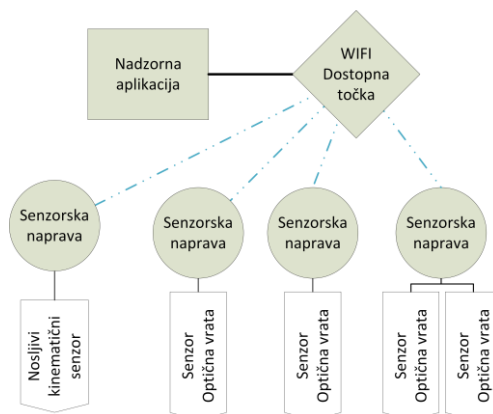 Nadzorna
aplikacija
WIFI
Dostopna
točka
Senzorska
naprava
Senzorska
naprava
Senzorska
naprava
Senzorska
naprava
Nosljivi
kinematični
senzor
Senzor
Optična vrata
Senzor
Optična vrata
Senzor
Optična vrata
Senzor
Optična vrata